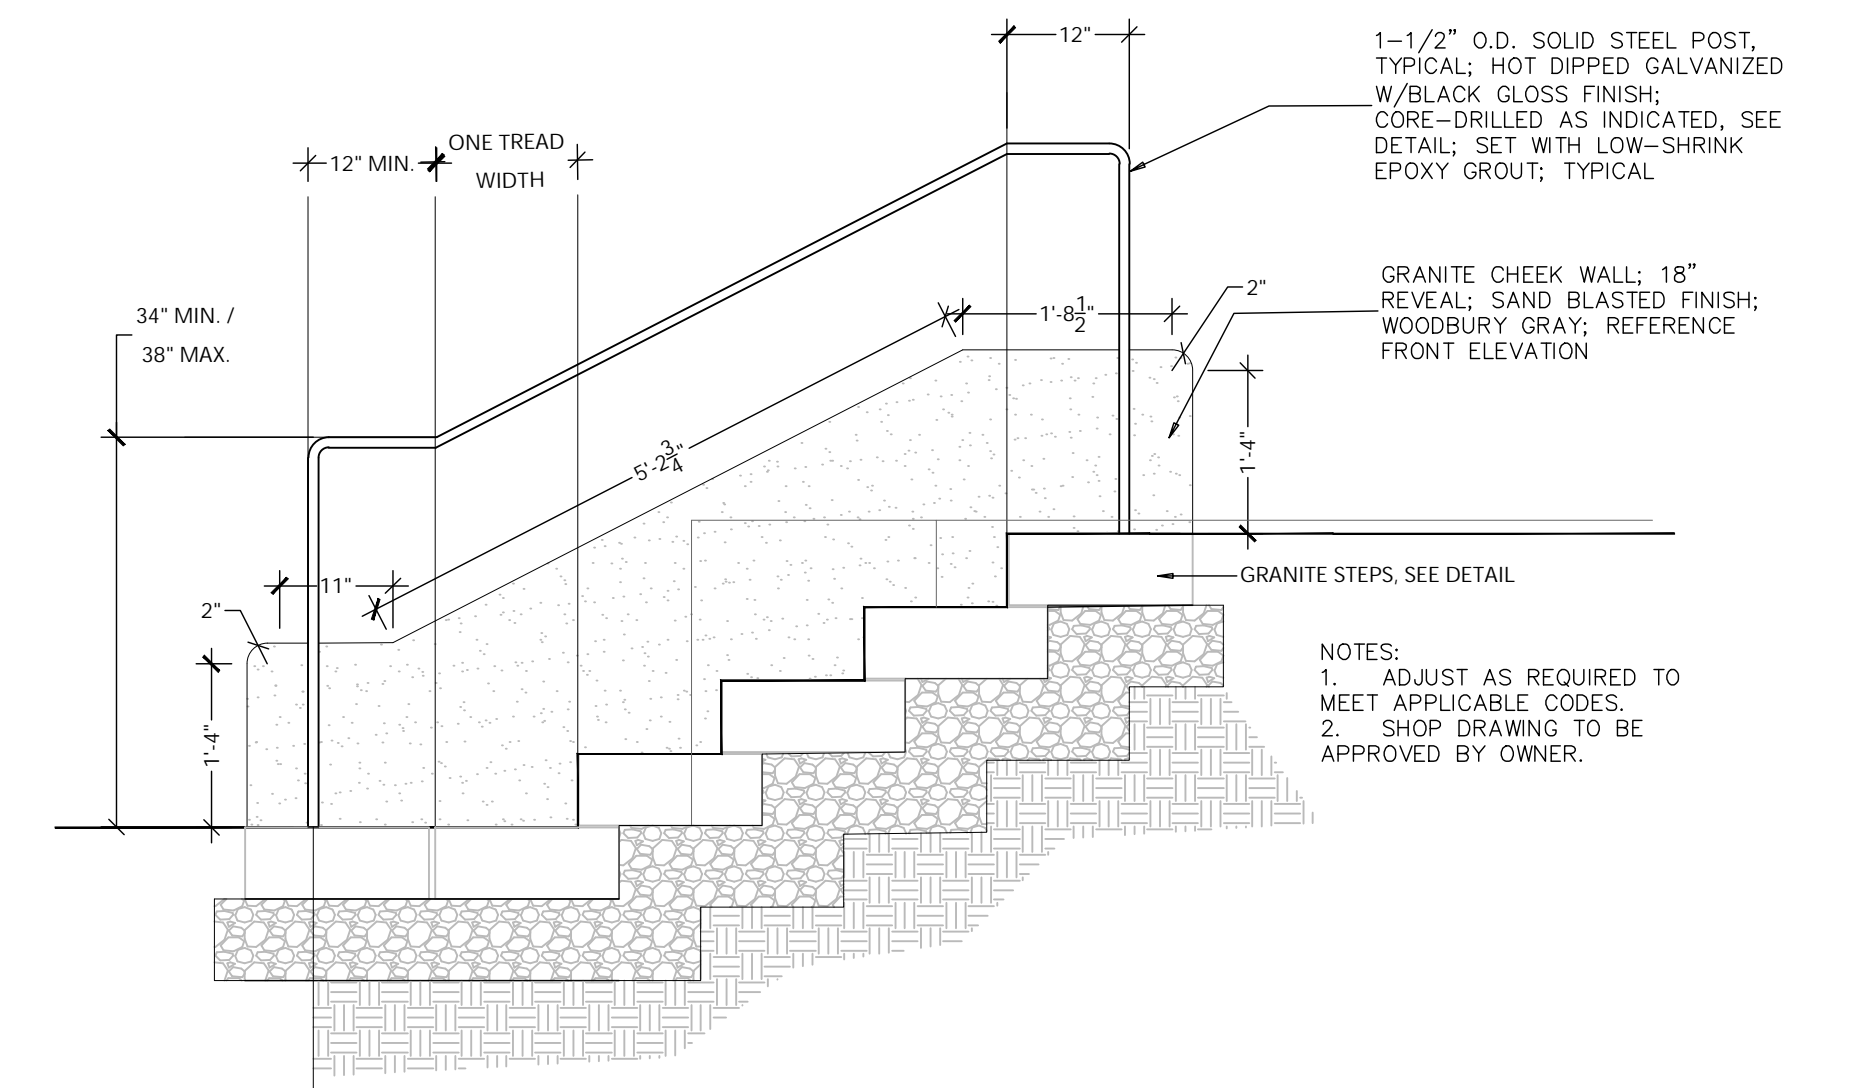 12"
1-1/2" O.D. SOLID STEEL POST,
TYPICAL; HOT DIPPED GALVANIZED
W/BLACK GLOSS FINISH;
CORE-DRILLED AS INDICATED, SEE
DETAIL; SET WITH LOW-SHRINK
EPOXY GROUT; TYPICAL
12" MIN.
ONE TREAD
WIDTH
GRANITE CHEEK WALL; 18"
REVEAL; SAND BLASTED FINISH;
WOODBURY GRAY; REFERENCE
FRONT ELEVATION
2"
1'-8 1/2"
34" MIN. /
38" MAX.
1'-4"
5'-2 3/4"
11"
2"
1'-4"
GRANITE STEPS, SEE DETAIL
NOTES:
1. ADJUST AS REQUIRED TO
MEET APPLICABLE CODES.
2. SHOP DRAWING TO BE
APPROVED BY OWNER.